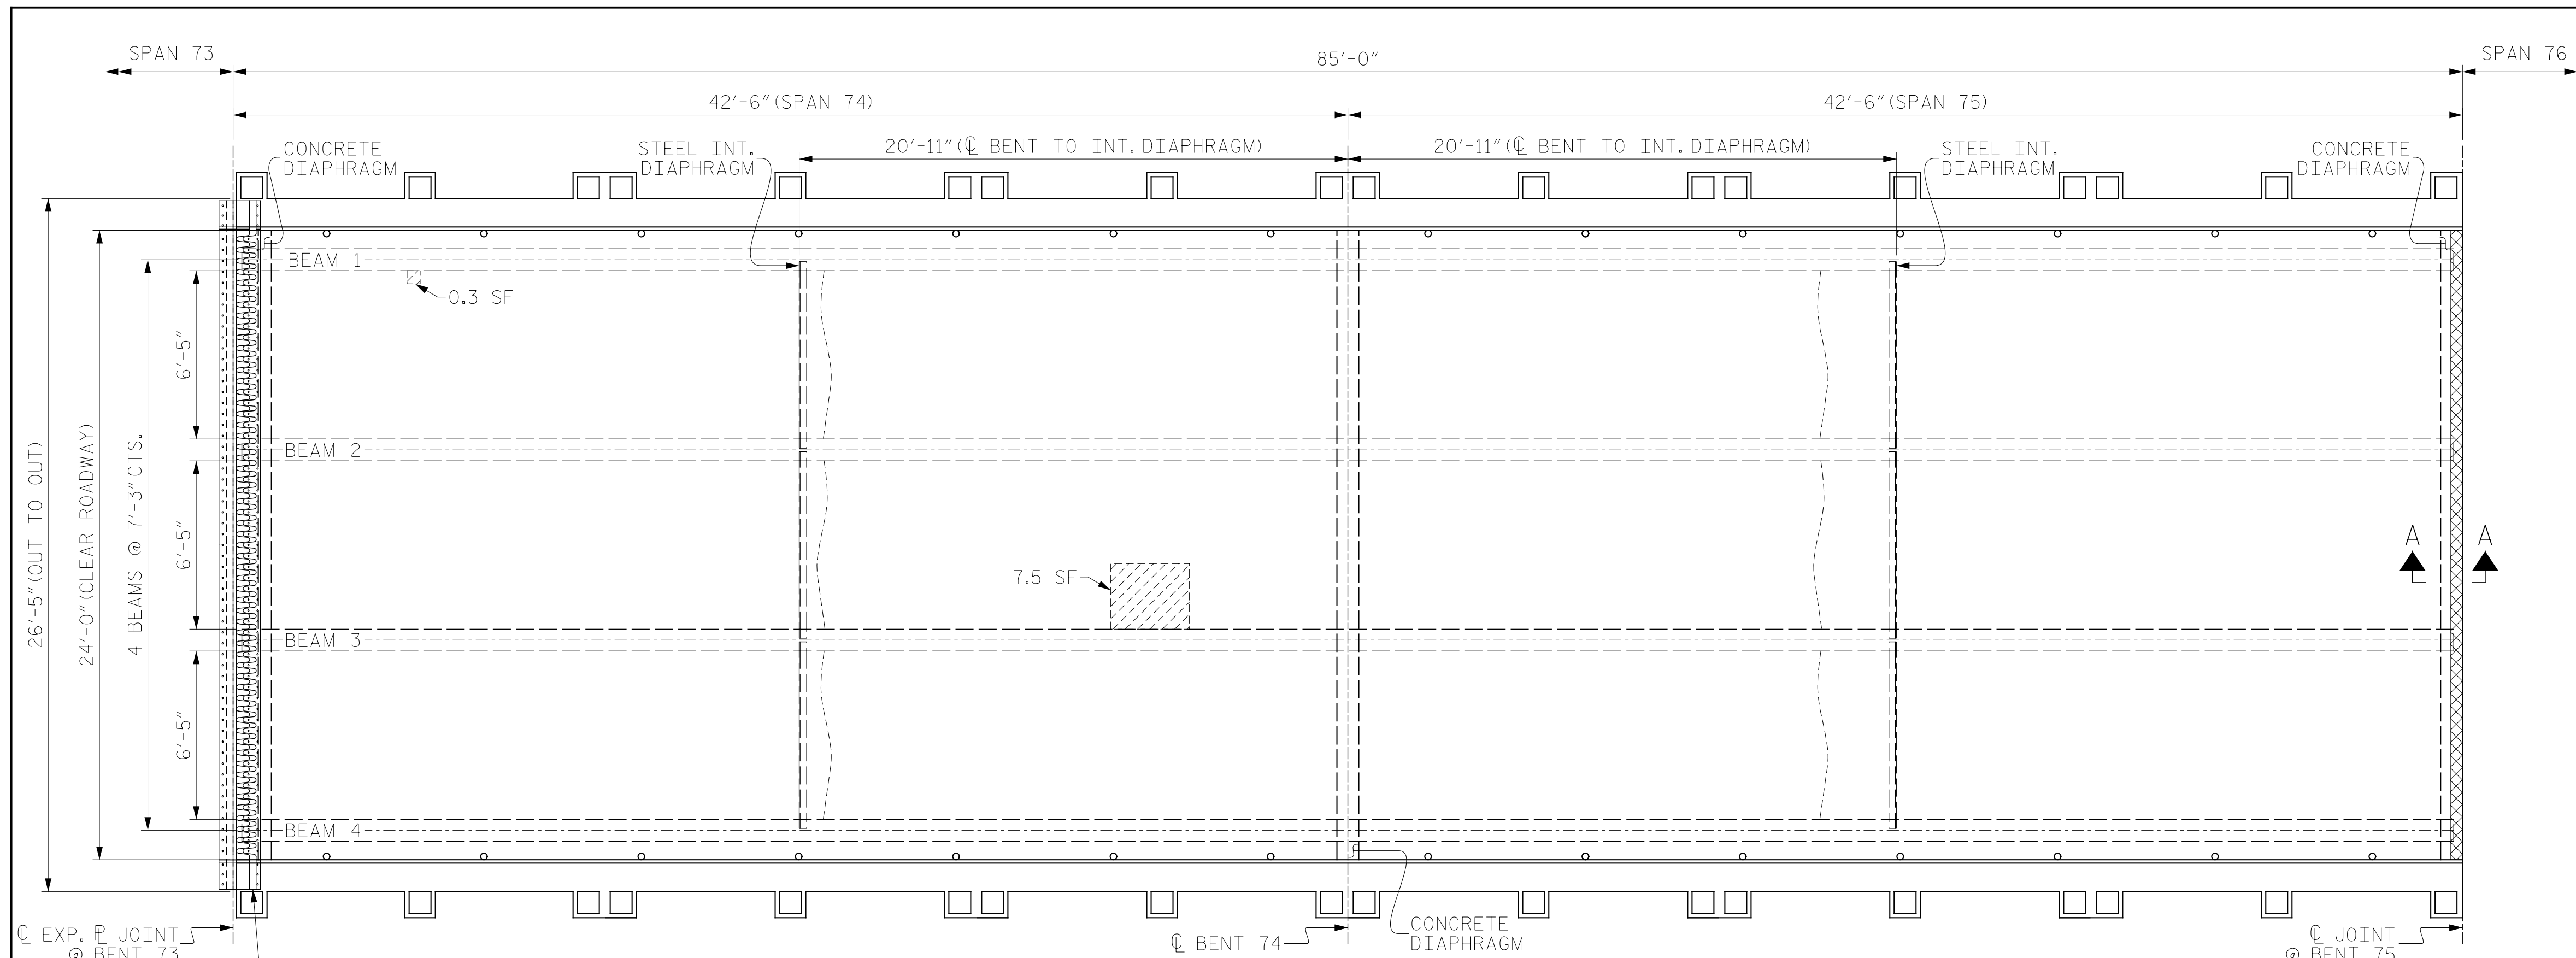 SPAN 73
85'-0"
SPAN 76
42'-6"(SPAN 74)
42'-6"(SPAN 75)
CONCRETE
DIAPHRAGM
STEEL INT.
DIAPHRAGM
20'-11"(℄ BENT TO INT. DIAPHRAGM)
20'-11"(℄ BENT TO INT. DIAPHRAGM)
STEEL INT.
DIAPHRAGM
CONCRETE
DIAPHRAGM
BEAM 1
0.3 SF
6'-5"
BEAM 2
26'-5"(OUT TO OUT)
24'-0"(CLEAR ROADWAY)
4 BEAMS @ 7'-3"CTS.
6'-5"
7.5 SF
A
A
BEAM 3
6'-5"
BEAM 4
℄ EXP. ⅊ JOINT
@ BENT 73
℄ BENT 74
CONCRETE
DIAPHRAGM
℄ JOINT
@ BENT 75